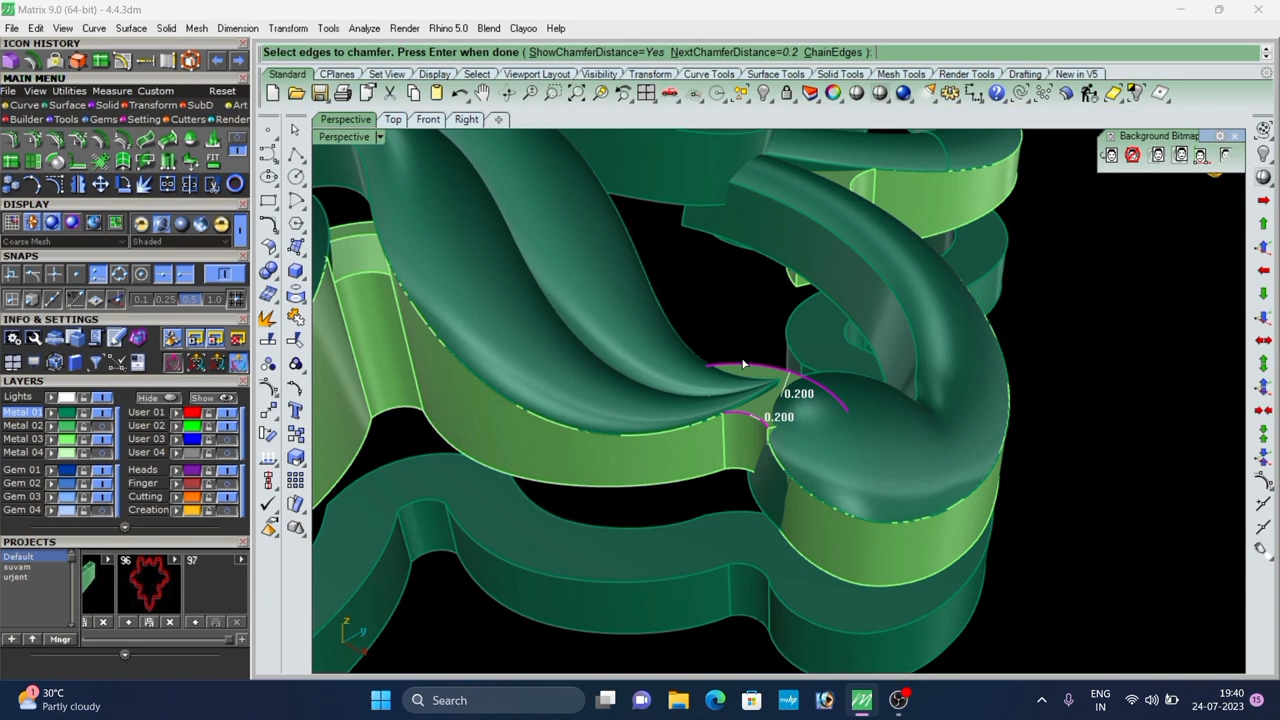 Matrix 9.0 (64-bit) - 4.4.3dm
File Edit View Curve Surface Solid Mesh Dimension Transform Tools Analyze Render Rhino 5.0 Blend Clayoo Help
ICON HISTORY
Select edges to chamfer. Press Enter when done ( ShowChamferDistance=Yes NextChamferDistance=0.2 ChainEdges ):
MAIN MENU
Standard CPlanes Set View Display Select Viewport Layout Visibility Transform Curve Tools Surface Tools Solid Tools Mesh Tools Render Tools Drafting New in V5
File View Utilities Measure Custom Reset
Curve Surface Solid Transform SubD Art
Builder Tools Gems Setting Cutters Render
Perspective Top Front Right
Perspective
Background Bitmap
FIT
DISPLAY
Coarse Mesh Shaded
SNAPS
0.1 0.25 0.5 1.0
INFO & SETTINGS
LAYERS
Lights Hide Show
Metal 01 User 01
Metal 02 User 02
Metal 03 User 03
Metal 04 User 04
Gem 01 Heads
Gem 02 Finger
Gem 03 Cutting
Gem 04 Creation
0.200
0.200
PROJECTS
Default
suvam
urjent
96 97
Mngr
z
y
x
1
30°C
Partly cloudy
Search
ENG
IN
19:40
24-07-2023
15